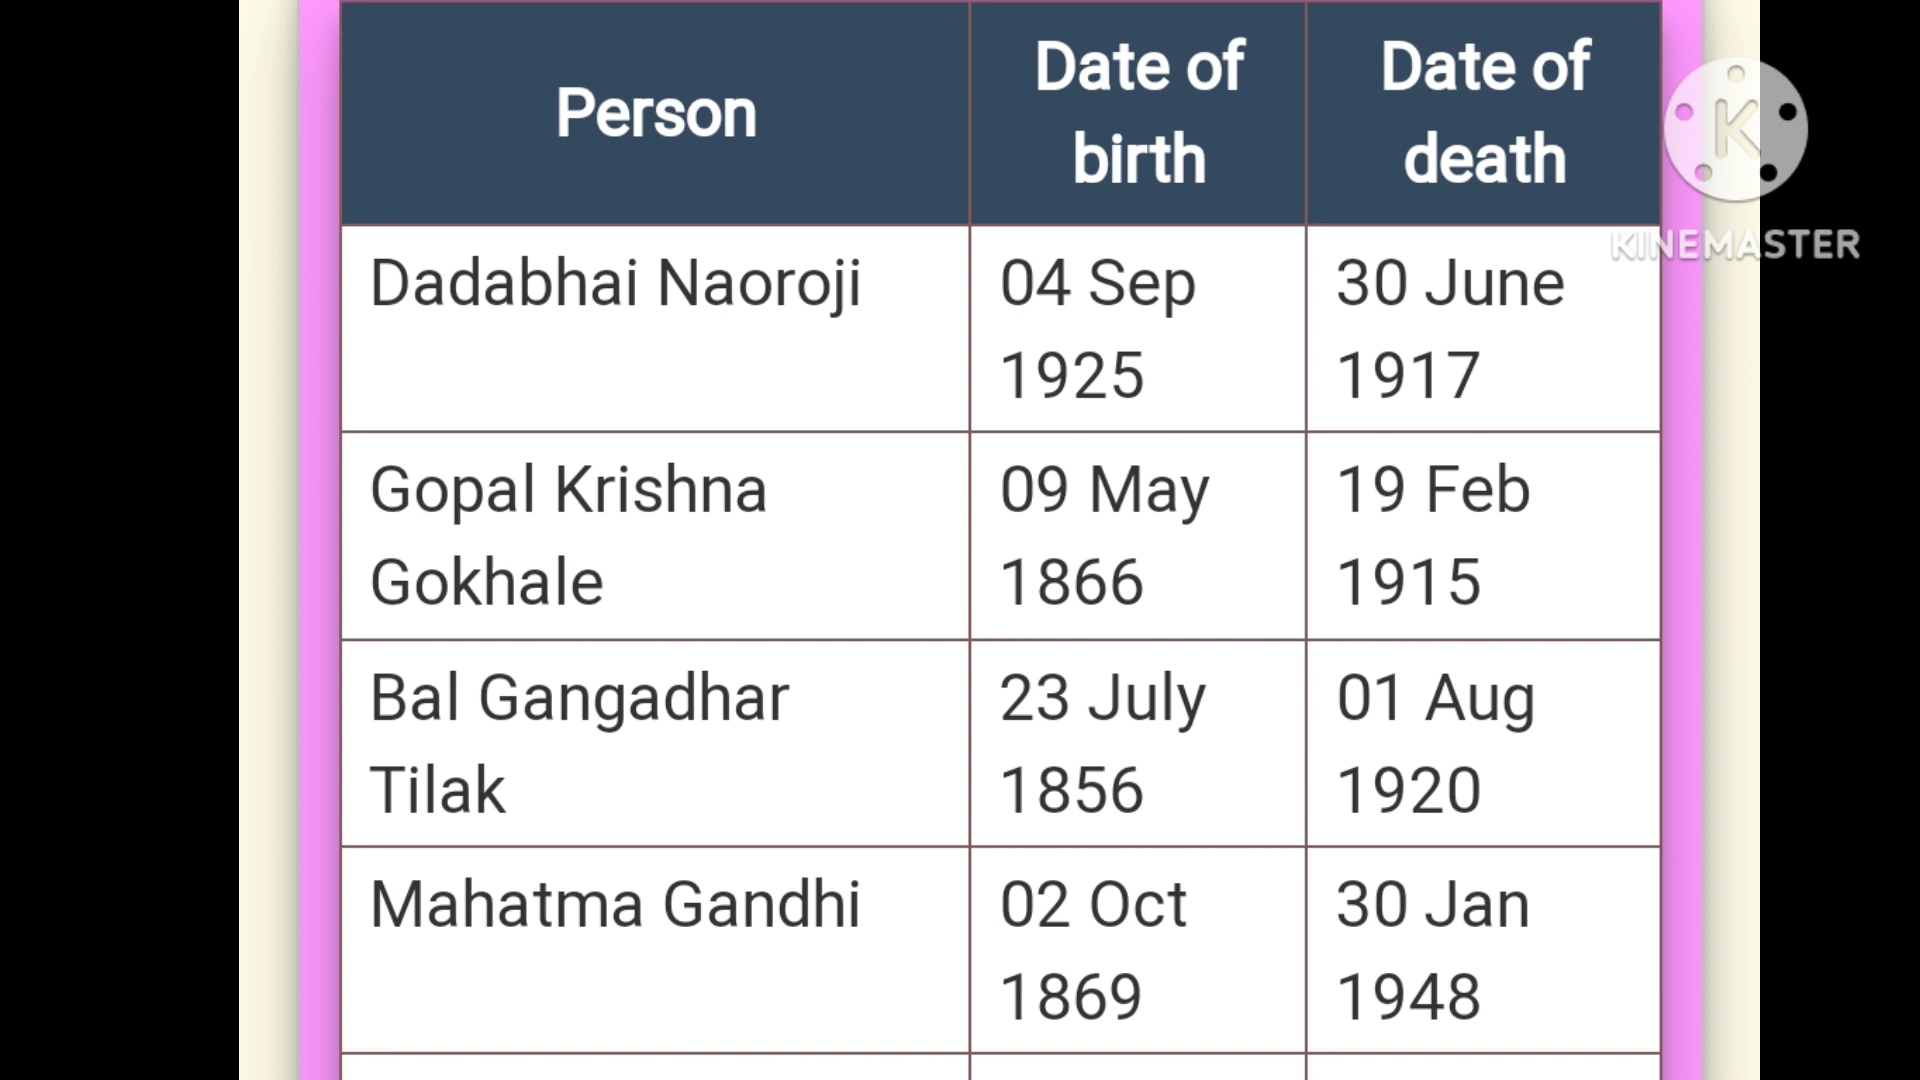 Person
Date of
birth
Date of
death
K
KINEMASTER
Dadabhai Naoroji
04 Sep
1925
30 June
1917
Gopal Krishna
Gokhale
09 May
1866
19 Feb
1915
Bal Gangadhar
Tilak
23 July
1856
01 Aug
1920
Mahatma Gandhi
02 Oct
1869
30 Jan
1948